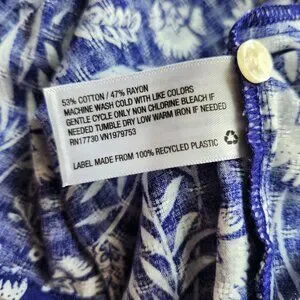 53% COTTON / 47% RAYON
MACHINE WASH COLD WITH LIKE COLORS
GENTLE CYCLE ONLY NON CHLORINE BLEACH IF
NEEDED TUMBLE DRY LOW WARM IRON IF NEEDED
RN17730 VN1979753
LABEL MADE FROM 100% RECYCLED PLASTIC